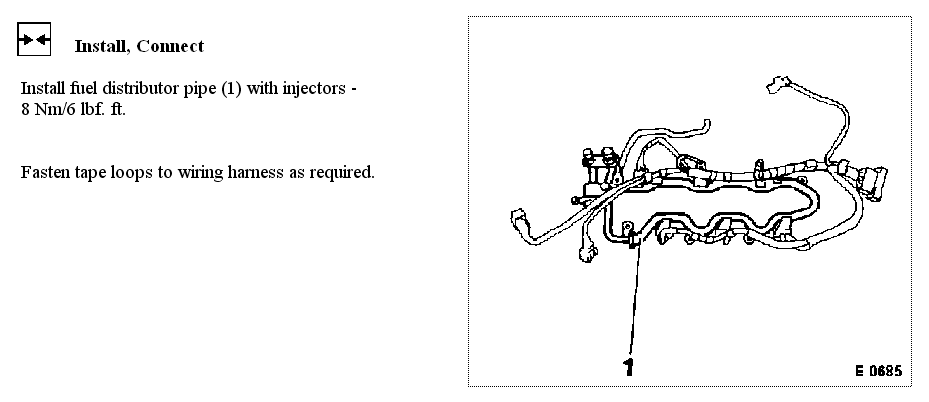 Install, Connect
Install fuel distributor pipe (1) with injectors -
8 Nm/6 lbf. ft.
Fasten tape loops to wiring harness as required.
1
E 0685